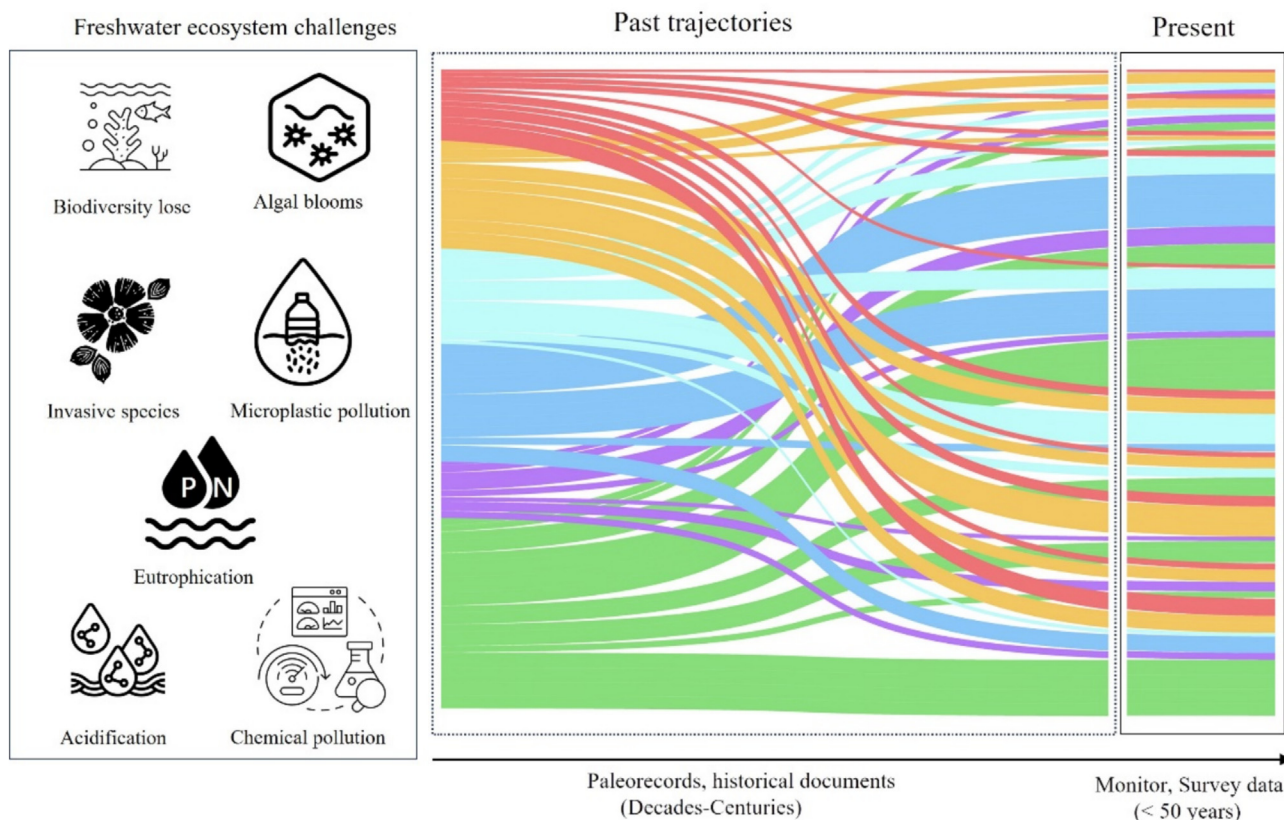 Freshwater ecosystem challenges
Past trajectories
Present
Biodiversity lose
Algal blooms
Invasive species
Microplastic pollution
P N
Eutrophication
Acidification
Chemical pollution
Paleorecords, historical documents
(Decades-Centuries)
Monitor, Survey data
(< 50 years)